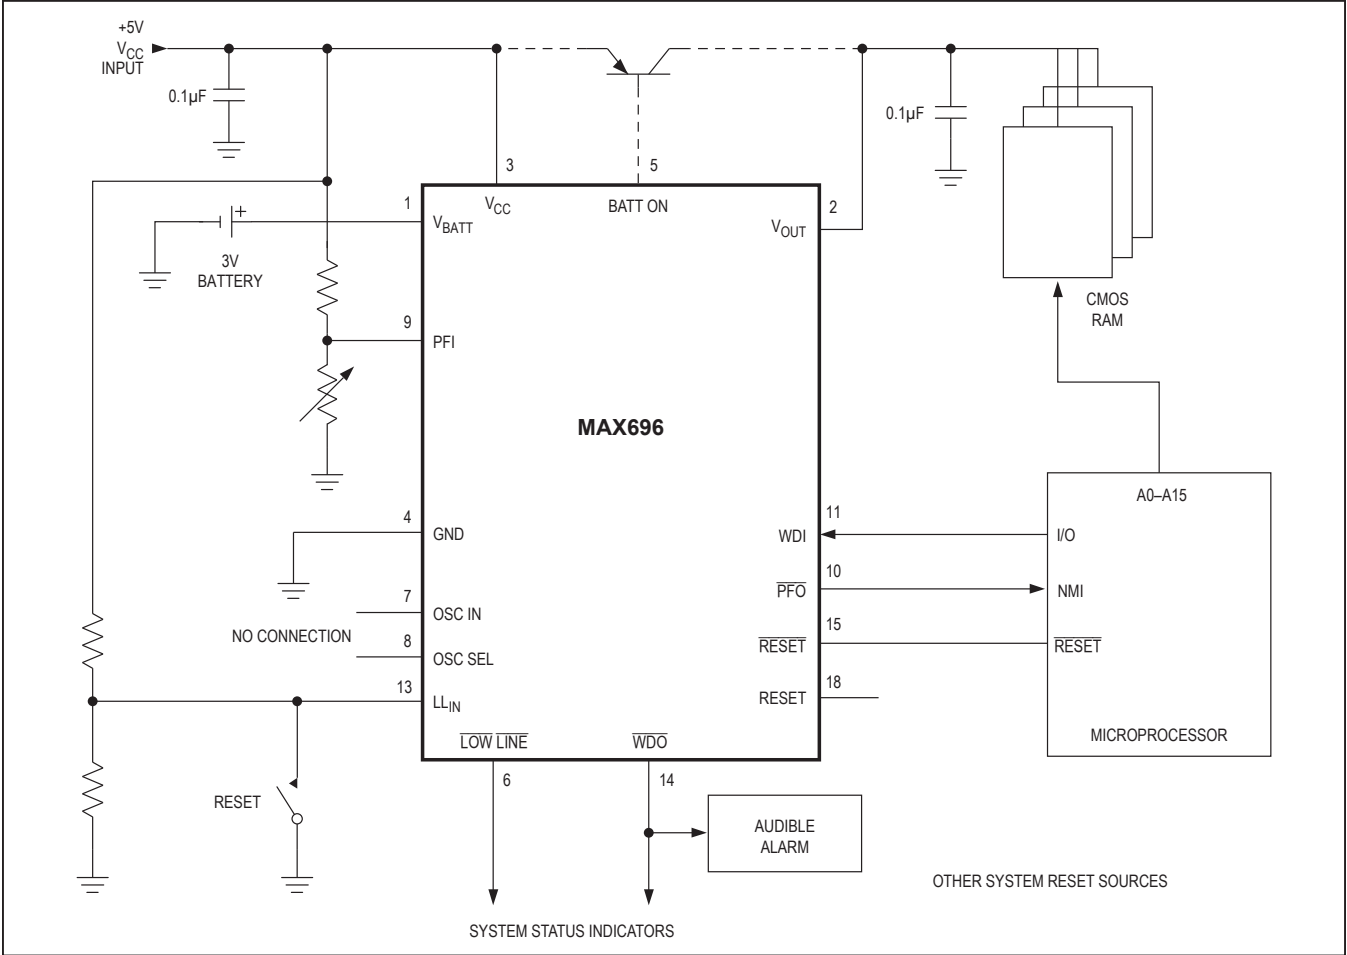 +5V
VCC
INPUT
0.1µF
0.1µF
3
5
1
VBATT
VCC
BATT ON
2
VOUT
3V
BATTERY
CMOS
RAM
9
PFI
MAX696
A0–A15
4
GND
11
WDI
I/O
10
PFO
NMI
7
OSC IN
NO CONNECTION
15
RESET
RESET
8
OSC SEL
13
LLIN
18
RESET
LOW LINE
WDO
MICROPROCESSOR
6
14
RESET
AUDIBLE
ALARM
OTHER SYSTEM RESET SOURCES
SYSTEM STATUS INDICATORS